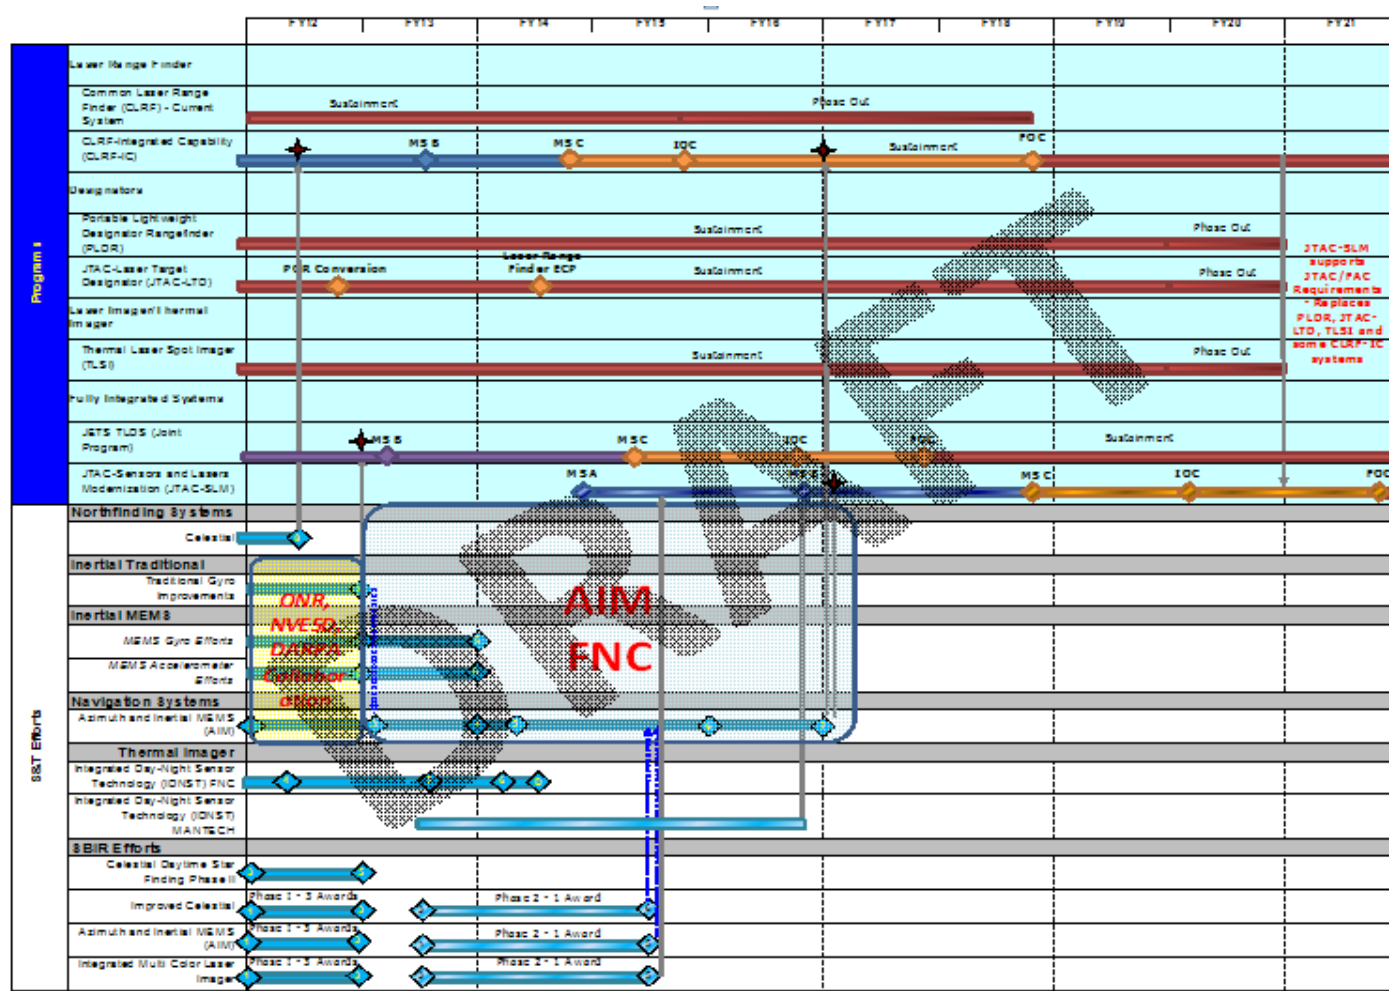 FY12 FY13 FY14 FY15 FY16 FY17 FY18 FY19 FY20 FY21
Programs
Laser Range Finder
Common Laser Range
Finder (CLRF) - Current
System
Sustainment
Phase Out
CLRF-Integrated Capability
(CLRF-IC)
MS B
MSC
IOC
Sustainment
FOC
Designators
Portable Lightweight
Designator Rangefinder
(PLDR)
Sustainment
Phase Out
JTAC-Laser Target
Designator (JTAC-LTD)
POR Conversion
Laser Range
Finder ECP
Sustainment
Phase Out
JTAC-SLM
supports
JTAC/FAC
Requirements
- Replaces
PLDR, JTAC-
LTD, TLSI and
some CLRF-IC
systems
Laser Imager/Thermal
Imager
Thermal Laser Spot Imager
(TLSI)
Sustainment
Phase Out
Fully Integrated Systems
JETS TLDS (Joint
Program)
MS B
MSC
IOC
FOC
Sustainment
JTAC-Sensors and Lasers
Modernization (JTAC-SLM)
MSA
MSC
IOC
FOC
DRAFT
S&T Efforts
Northfinding Systems
Celestial
Inertial Traditional
Traditional Gyro
Improvements
Inertial MEMS
MEMS Gyro Efforts
MEMS Accelerometer
Efforts
ONR,
NVESD,
DARPA
Collabor
ation
AIM
FNC
Navigation Systems
Azimuth and Inertial MEMS
(AIM)
Thermal Imager
Integrated Day-Night Sensor
Technology (IDNST) FNC
Integrated Day-Night Sensor
Technology (IDNST)
MANTECH
SBIR Efforts
Celestial Daytime Star
Finding Phase II
Improved Celestial
Phase 1 - 3 Awards
Phase 2 - 1 Award
Azimuth and Inertial MEMS
(AIM)
Phase 1 - 3 Awards
Phase 2 - 1 Award
Integrated Multi Color Laser
Imager
Phase 1 - 3 Awards
Phase 2 - 1 Award